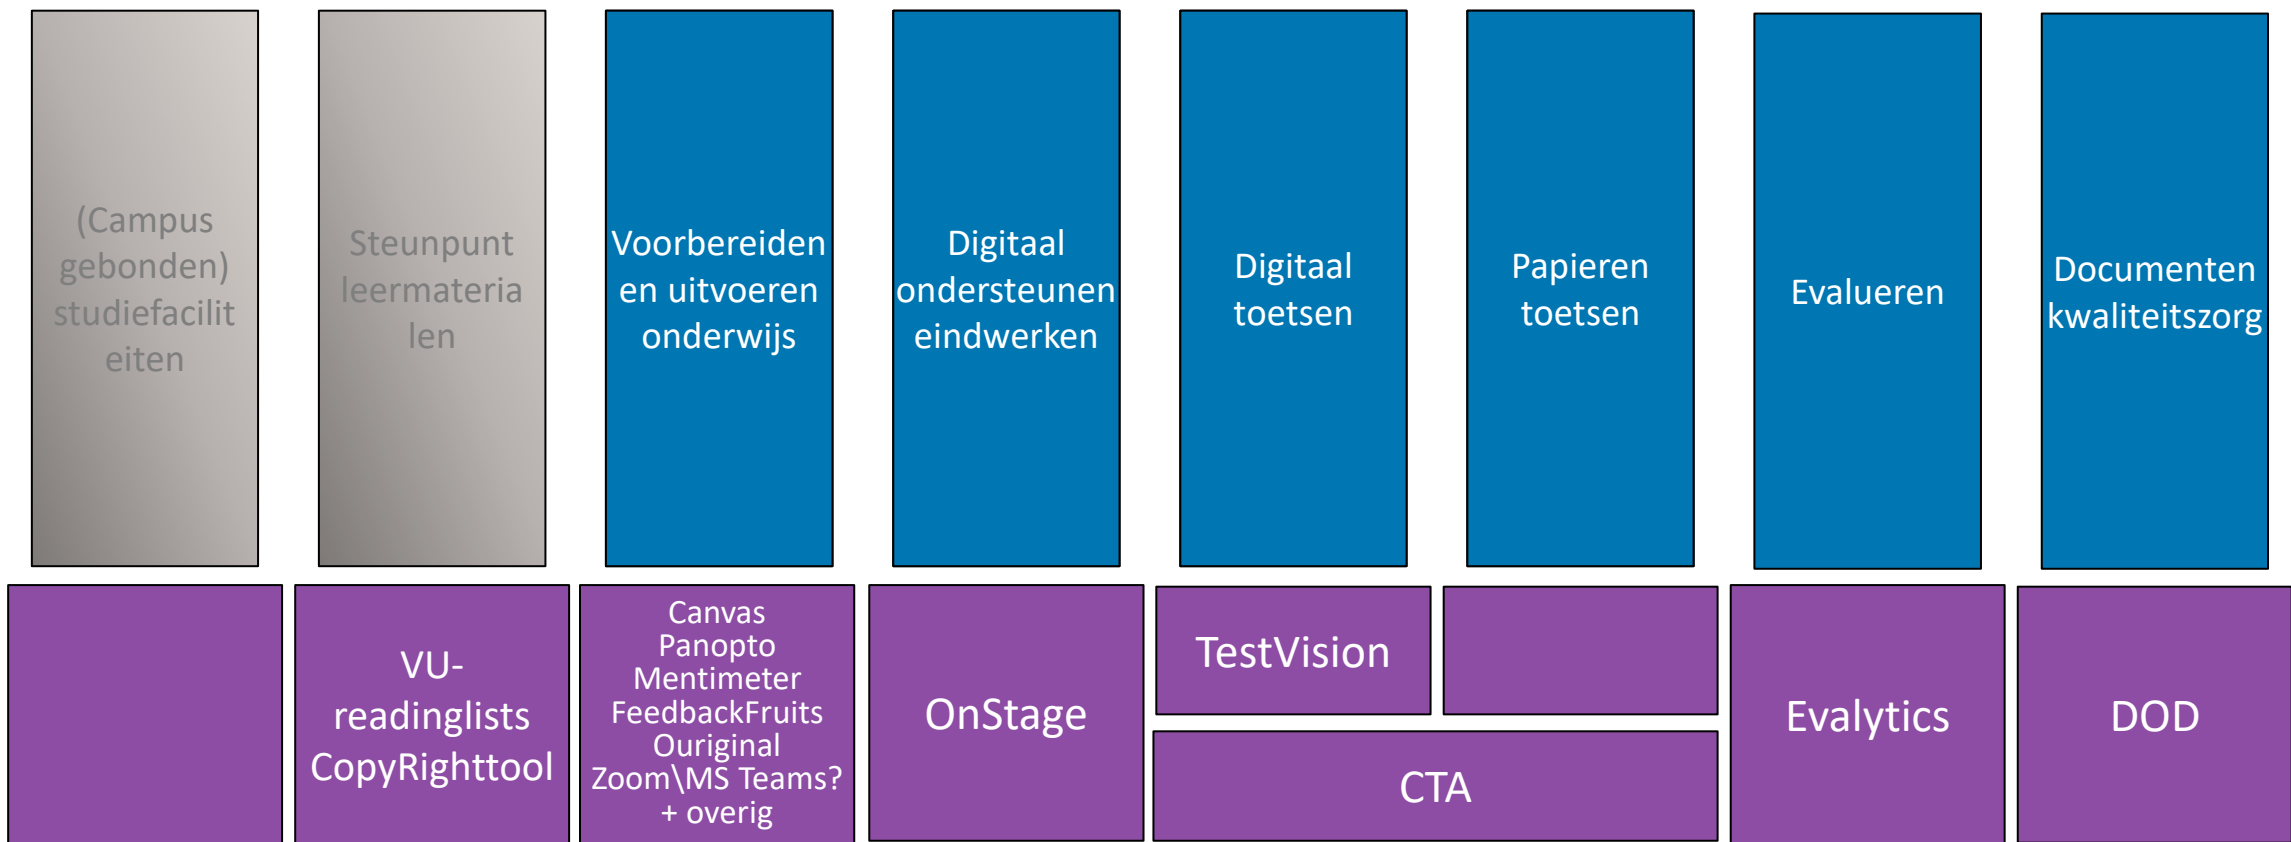 (Campus
gebonden)
studiefacilit
eiten
Steunpunt
leermateria
len
Voorbereiden
en uitvoeren
onderwijs
Digitaal
ondersteunen
eindwerken
Digitaal
toetsen
Papieren
toetsen
Evalueren
Documenten
kwaliteitszorg
VU-
readinglists
CopyRighttool
Canvas
Panopto
Mentimeter
FeedbackFruits
Ouriginal
Zoom\MS Teams?
+ overig
OnStage
TestVision
CTA
Evalytics
DOD